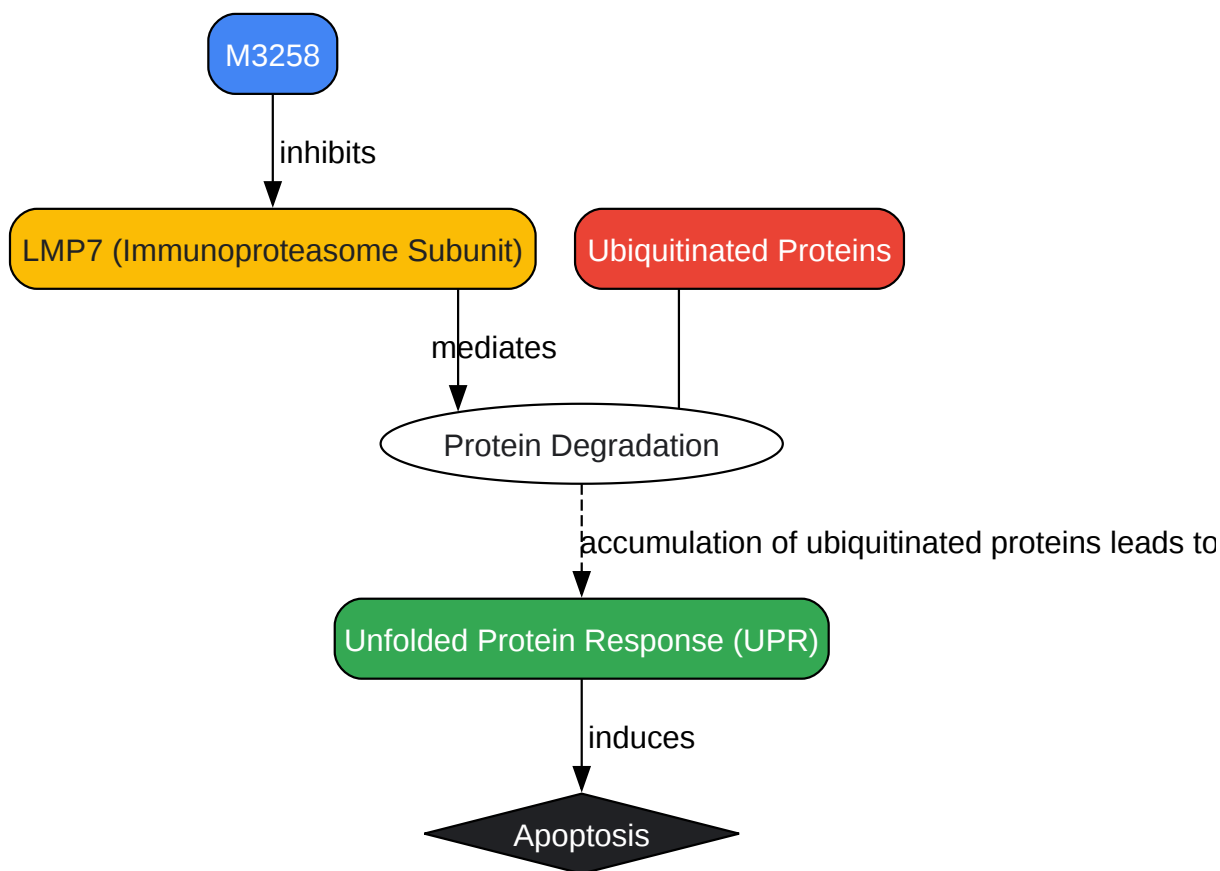 M3258
inhibits
LMP7 (Immunoproteasome Subunit)
Ubiquitinated Proteins
mediates
Protein Degradation
accumulation of ubiquitinated proteins leads to
Unfolded Protein Response (UPR)
induces
Apoptosis